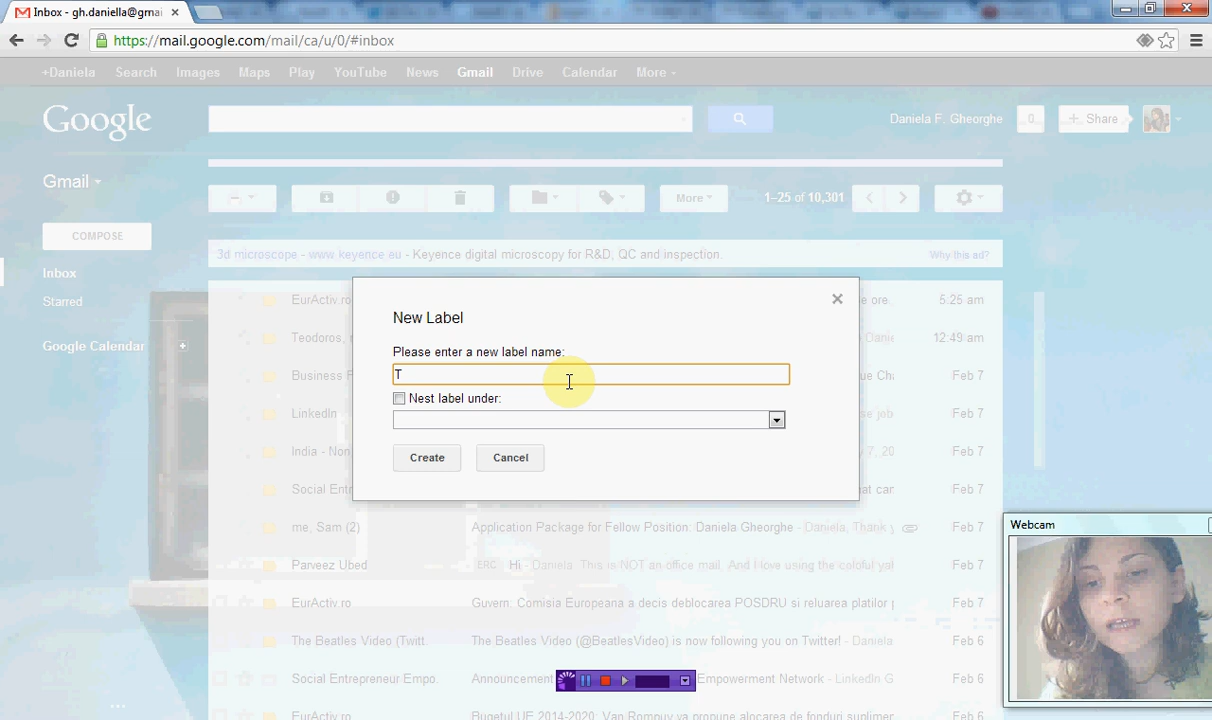 Inbox - gh.daniella@gmai
https://mail.google.com/mail/ca/u/0/#inbox
+Daniela Search Images Maps Play YouTube News Gmail Drive Calendar More
Google
Daniela F. Gheorghe 0 + Share
Gmail
More 1–25 of 10,301
COMPOSE
3d microscope - www.keyence.eu - Keyence digital microscopy for R&D, QC and inspection. Why this ad?
Inbox
Starred
Google Calendar
New Label
Please enter a new label name:
T
Nest label under:
Create Cancel
EurActiv.ro ore. 5:25 am
Teodoros, 12:49 am
Business F Feb 7
LinkedIn Feb 7
India - Non Feb 7
Social Entre Feb 7
me, Sam (2) Application Package for Fellow Position: Daniela Gheorghe - Daniela, Thank y Feb 7
Parveez Ubed ERC Hi - Daniela This is NOT an office mail. And I love using the colorful yah Feb 7
EurActiv.ro Guvern: Comisia Europeana a decis deblocarea POSDRU si reluarea platilor p Feb 7
The Beatles Video (Twitt. The Beatles Video (@BeatlesVideo) is now following you on Twitter! - Daniela Feb 6
Social Entrepreneur Empo. Announcement Empowerment Network - LinkedIn G Feb 6
EurActiv.ro Bugetul UE 2014-2020: Van Rompuy va propune alocarea de fonduri suplimer Feb 6
Webcam